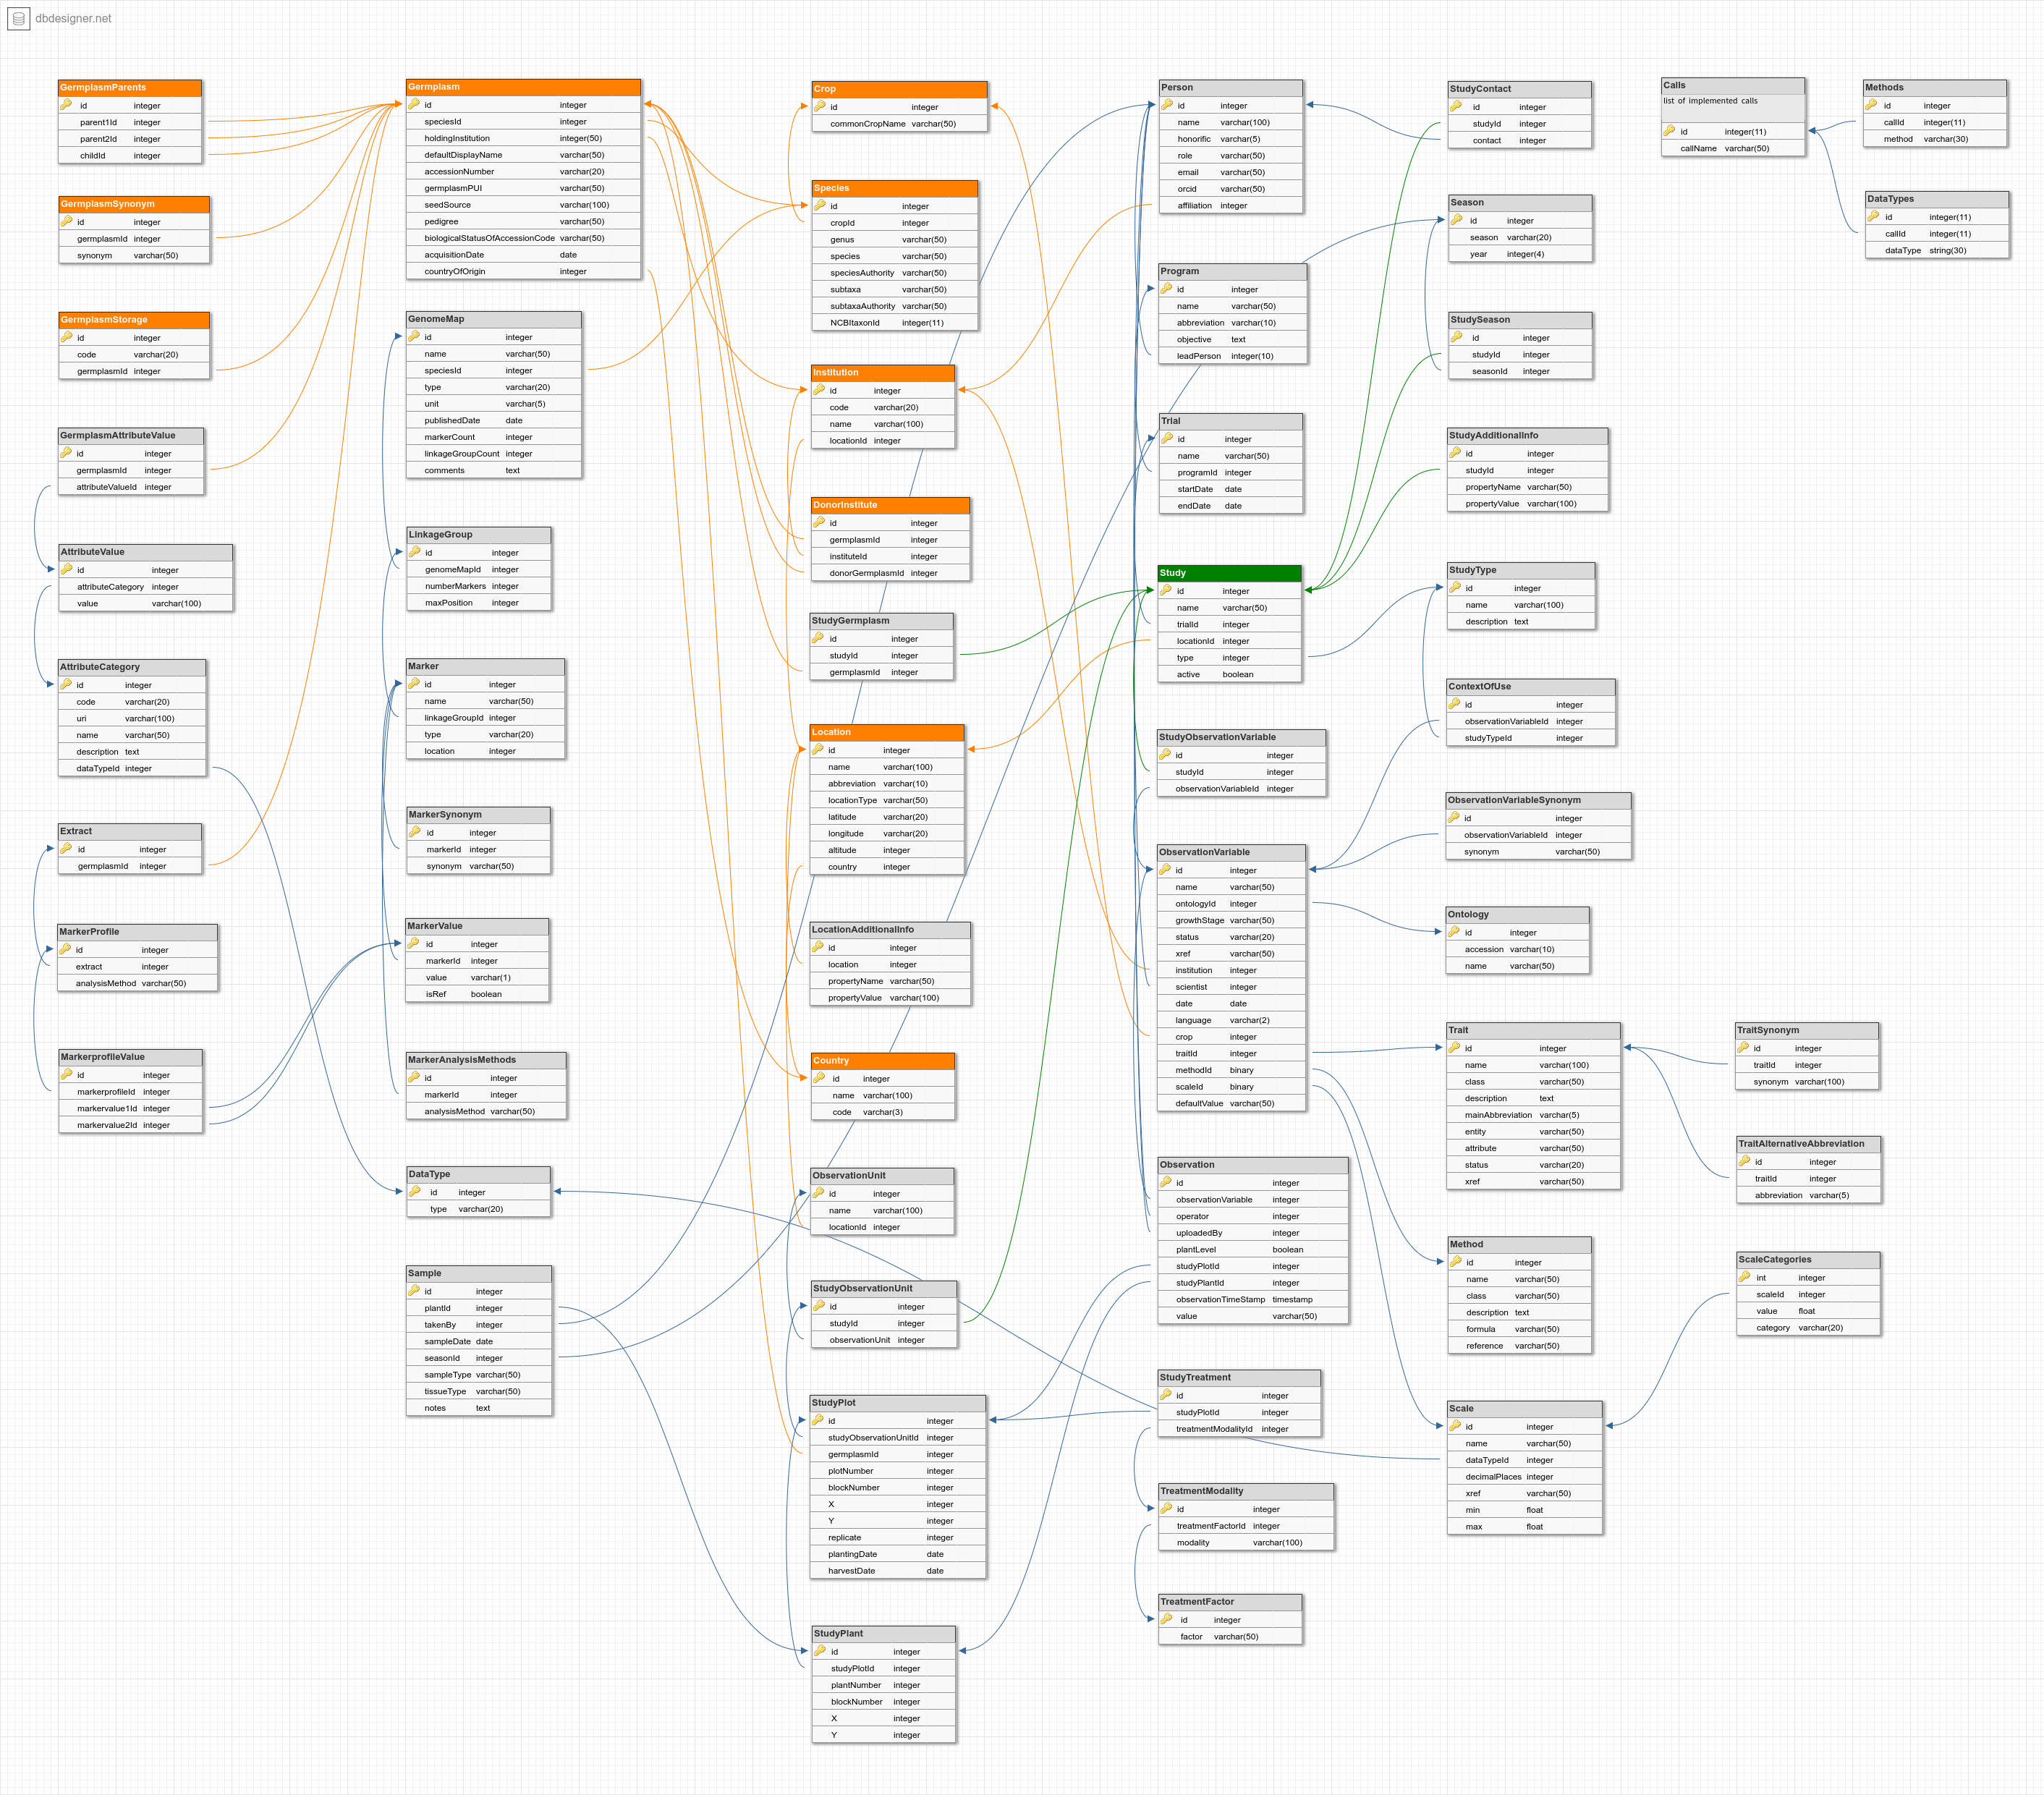 dbdesigner.net
GermplasmParents
id integer
parent1Id integer
parent2Id integer
childId integer
GermplasmSynonym
id integer
germplasmId integer
synonym varchar(50)
GermplasmStorage
id integer
code varchar(20)
germplasmId integer
GermplasmAttributeValue
id integer
germplasmId integer
attributeValueId integer
AttributeValue
id integer
attributeCategory integer
value varchar(100)
AttributeCategory
id integer
code varchar(20)
uri varchar(100)
name varchar(50)
description text
dataTypeId integer
Extract
id integer
germplasmId integer
MarkerProfile
id integer
extract integer
analysisMethod varchar(50)
MarkerprofileValue
id integer
markerprofileId integer
markervalue1Id integer
markervalue2Id integer
Germplasm
id integer
speciesId integer
holdingInstitution integer(50)
defaultDisplayName varchar(50)
accessionNumber varchar(20)
germplasmPUI varchar(50)
seedSource varchar(100)
pedigree varchar(50)
biologicalStatusOfAccessionCode varchar(50)
acquisitionDate date
countryOfOrigin integer
GenomeMap
id integer
name varchar(50)
speciesId integer
type varchar(20)
unit varchar(5)
publishedDate date
markerCount integer
linkageGroupCount integer
comments text
LinkageGroup
id integer
genomeMapId integer
numberMarkers integer
maxPosition integer
Marker
id integer
name varchar(50)
linkageGroupId integer
type varchar(20)
location integer
MarkerSynonym
id integer
markerId integer
synonym varchar(50)
MarkerValue
id integer
markerId integer
value varchar(1)
isRef boolean
MarkerAnalysisMethods
id integer
markerId integer
analysisMethod varchar(50)
DataType
id integer
type varchar(20)
Sample
id integer
plantId integer
takenBy integer
sampleDate date
seasonId integer
sampleType varchar(50)
tissueType varchar(50)
notes text
Crop
id integer
commonCropName varchar(50)
Species
id integer
cropId integer
genus varchar(50)
species varchar(50)
speciesAuthority varchar(50)
subtaxa varchar(50)
subtaxaAuthority varchar(50)
NCBItaxonId integer(11)
Institution
id integer
code varchar(20)
name varchar(100)
locationId integer
DonorInstitute
id integer
germplasmId integer
instituteId integer
donorGermplasmId integer
StudyGermplasm
id integer
studyId integer
germplasmId integer
Location
id integer
name varchar(100)
abbreviation varchar(10)
locationType varchar(50)
latitude varchar(20)
longitude varchar(20)
altitude integer
country integer
LocationAdditionalInfo
id integer
location integer
propertyName varchar(50)
propertyValue varchar(100)
Country
id integer
name varchar(100)
code varchar(3)
ObservationUnit
id integer
name varchar(100)
locationId integer
StudyObservationUnit
id integer
studyId integer
observationUnit integer
StudyPlot
id integer
studyObservationUnitId integer
germplasmId integer
plotNumber integer
blockNumber integer
X integer
Y integer
replicate integer
plantingDate date
harvestDate date
StudyPlant
id integer
studyPlotId integer
plantNumber integer
blockNumber integer
X integer
Y integer
Person
id integer
name varchar(100)
honorific varchar(5)
role varchar(50)
email varchar(50)
orcid varchar(50)
affiliation integer
Program
id integer
name varchar(50)
abbreviation varchar(10)
objective text
leadPerson integer(10)
Trial
id integer
name varchar(50)
programId integer
startDate date
endDate date
Study
id integer
name varchar(50)
trialId integer
locationId integer
type integer
active boolean
StudyObservationVariable
id integer
studyId integer
observationVariableId integer
ObservationVariable
id integer
name varchar(50)
ontologyId integer
growthStage varchar(50)
status varchar(20)
xref varchar(50)
institution integer
scientist integer
date date
language varchar(2)
crop integer
traitId integer
methodId binary
scaleId binary
defaultValue varchar(50)
Observation
id integer
observationVariable integer
operator integer
uploadedBy integer
plantLevel boolean
studyPlotId integer
studyPlantId integer
observationTimeStamp timestamp
value varchar(50)
StudyTreatment
id integer
studyPlotId integer
treatmentModalityId integer
TreatmentModality
id integer
treatmentFactorId integer
modality varchar(100)
TreatmentFactor
id integer
factor varchar(50)
StudyContact
id integer
studyId integer
contact integer
Season
id integer
season varchar(20)
year integer(4)
StudySeason
id integer
studyId integer
seasonId integer
StudyAdditionalInfo
id integer
studyId integer
propertyName varchar(50)
propertyValue varchar(100)
StudyType
id integer
name varchar(100)
description text
ContextOfUse
id integer
observationVariableId integer
studyTypeId integer
ObservationVariableSynonym
id integer
observationVariableId integer
synonym varchar(50)
Ontology
id integer
accession varchar(10)
name varchar(50)
Trait
id integer
name varchar(100)
class varchar(50)
description text
mainAbbreviation varchar(5)
entity varchar(50)
attribute varchar(50)
status varchar(20)
xref varchar(50)
Method
id integer
name varchar(50)
class varchar(50)
description text
formula varchar(50)
reference varchar(50)
Scale
id integer
name varchar(50)
dataTypeId integer
decimalPlaces integer
xref varchar(50)
min float
max float
Calls
list of implemented calls
id integer(11)
callName varchar(50)
Methods
id integer
callId integer(11)
method varchar(30)
DataTypes
id integer(11)
callId integer(11)
dataType string(30)
TraitSynonym
id integer
traitId integer
synonym varchar(100)
TraitAlternativeAbbreviation
id integer
traitId integer
abbreviation varchar(5)
ScaleCategories
int integer
scaleId integer
value float
category varchar(20)